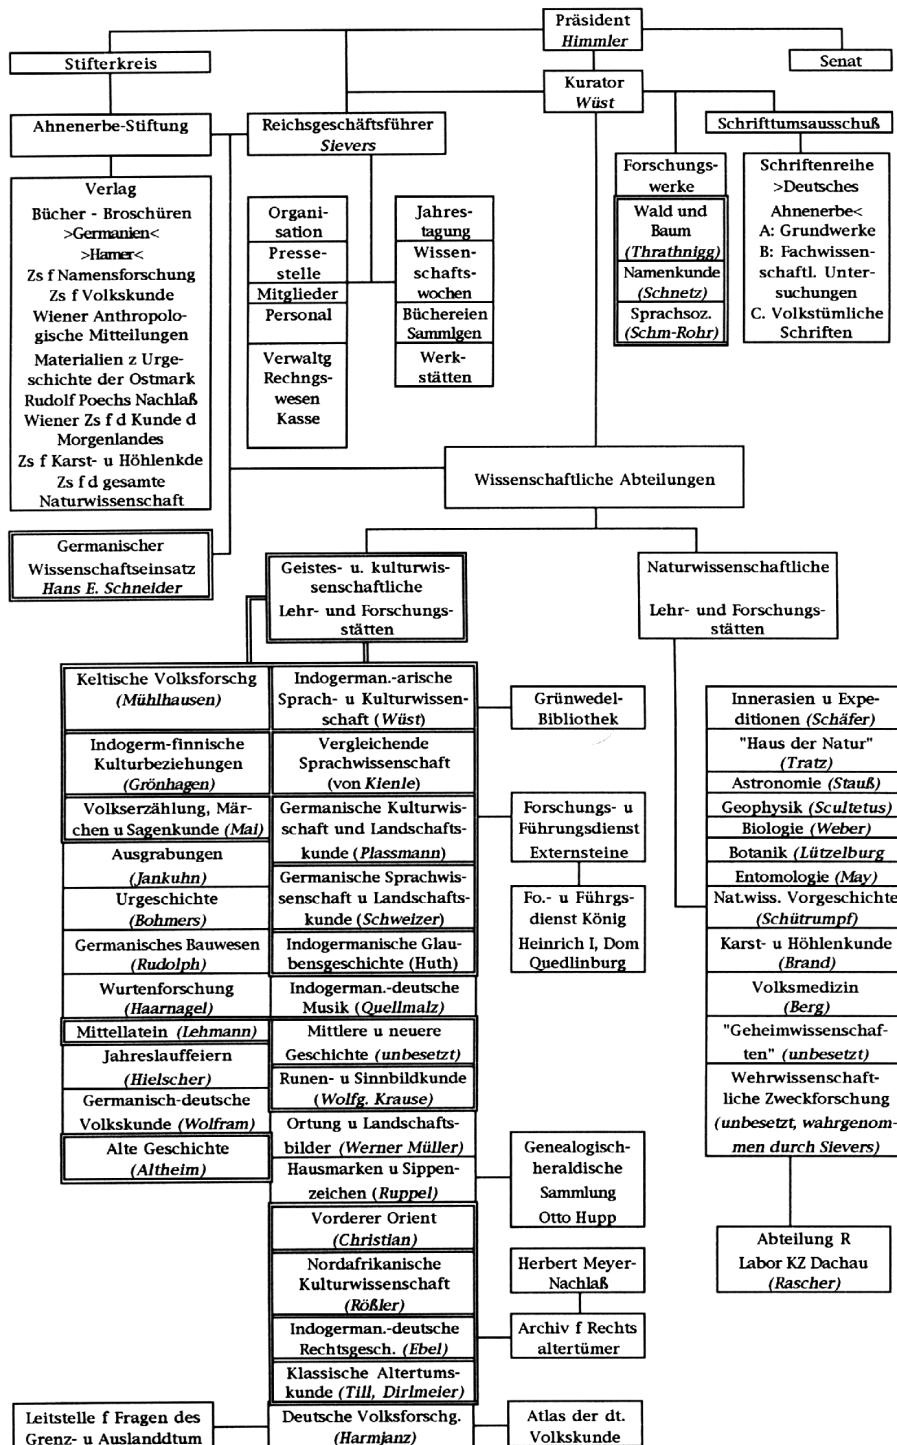 Präsident
Himmler
Stifterkreis
Senat
Kurator
Wüst
Ahnenerbe-Stiftung
Reichsgeschäftsführer
Sievers
Schrifttumsausschuß
Verlag
Bücher - Broschüren
>Germanien<
>Hamer<
Zs f Namensforschung
Zs f Volkskunde
Wiener Anthropolo-
gische Mitteilungen
Materialien z Urge-
schichte der Ostmark
Rudolf Poechs Nachlaß
Wiener Zs f d Kunde d
Morgenlandes
Zs f Karst- u Höhlenkde
Zs f d gesamte
Naturwissenschaft
Organi-
sation
Presse-
stelle
Mitglieder
Personal
Verwaltg
Rechngs-
wesen
Kasse
Jahres-
tagung
Wissen-
schafts-
wochen
Büchereien
Sammlgen
Werk-
stätten
Forschungs-
werke
Wald und
Baum
(Thrathnigg)
Namenkunde
(Schnetz)
Sprachsoz.
(Schm-Rohr)
Schriftenreihe
>Deutsches
Ahnenerbe<
A: Grundwerke
B: Fachwissen-
schaftl. Unter-
suchungen
C. Volkstümliche
Schriften
Wissenschaftliche Abteilungen
Germanischer
Wissenschaftseinsatz
Hans E. Schneider
Geistes- u. kulturwis-
senschaftliche
Lehr- und Forschungs-
stätten
Naturwissenschaftliche
Lehr- und Forschungs-
stätten
Keltische Volksforschg
(Mühlhausen)
Indogerm-finnische
Kulturbeziehungen
(Grönhagen)
Volkserzählung, Mär-
chen u Sagenkunde (Mai)
Ausgrabungen
(Jankuhn)
Urgeschichte
(Bohmers)
Germanisches Bauwesen
(Rudolph)
Wurtenforschung
(Haarnagel)
Mittellatein (Lehmann)
Jahreslauffeiern
(Hielscher)
Germanisch-deutsche
Volkskunde (Wolfram)
Alte Geschichte
(Altheim)
Indogerman.-arische
Sprach- u Kulturwissen-
schaft (Wüst)
Vergleichende
Sprachwissenschaft
(von Kienle)
Germanische Kulturwis-
schaft und Landschafts-
kunde (Plassmann)
Germanische Sprachwis-
senschaft u Landschafts-
kunde (Schweizer)
Indogermanische Glau-
bensgeschichte (Huth)
Indogerman.-deutsche
Musik (Quellmalz)
Mittlere u neuere
Geschichte (unbesetzt)
Runen- u Sinnbildkunde
(Wolfg. Krause)
Ortung u Landschafts-
bilder (Werner Müller)
Hausmarken u Sippen-
zeichen (Ruppel)
Vorderer Orient
(Christian)
Nordafrikanische
Kulturwissenschaft
(Rößler)
Indogerman.-deutsche
Rechtsgesch. (Ebel)
Klassische Altertums-
kunde (Till, Dirlmeier)
Deutsche Volksforschg.
(Harmjanz)
Grünwedel-
Bibliothek
Forschungs- u
Führungsdienst
Externsteine
Fo.- u Führgs-
dienst König
Heinrich I, Dom
Quedlinburg
Genealogisch-
heraldische
Sammlung
Otto Hupp
Herbert Meyer-
Nachlaß
Archiv f Rechts
altertümer
Atlas der dt.
Volkskunde
Leitstelle f Fragen des
Grenz- u Auslanddtum
Innerasien u Expe-
ditionen (Schäfer)
"Haus der Natur"
(Tratz)
Astronomie (Stauß)
Geophysik (Scultetus)
Biologie (Weber)
Botanik (Lützelburg
Entomologie (May)
Nat.wiss. Vorgeschichte
(Schütrumpf)
Karst- u Höhlenkunde
(Brand)
Volksmedizin
(Berg)
"Geheimwissenschaf-
ten" (unbesetzt)
Wehrwissenschaft-
liche Zweckforschung
(unbesetzt, wahrgenom-
men durch Sievers)
Abteilung R
Labor KZ Dachau
(Rascher)